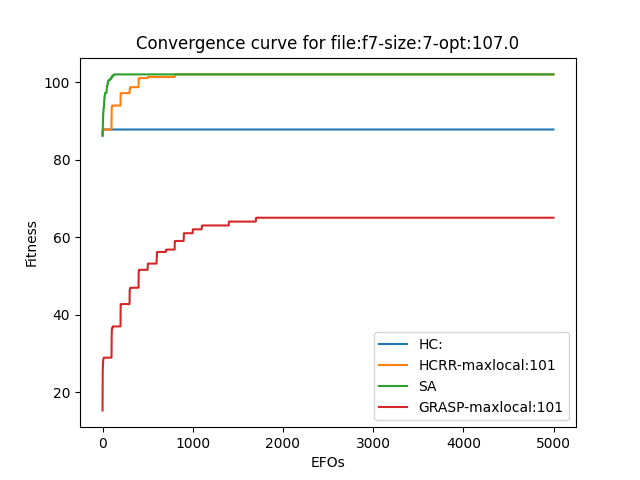 Convergence curve for file:f7-size:7-opt:107.0
Fitness
100
80
60
40
20
0 1000 2000 3000 4000 5000
EFOs
HC:
HCRR-maxlocal:101
SA
GRASP-maxlocal:101